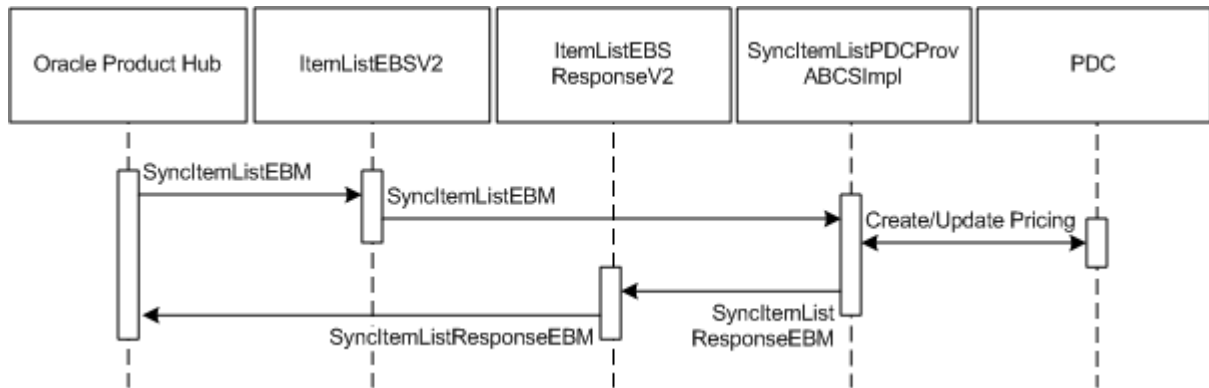 Oracle Product Hub
ItemListEBSV2
ItemListEBS
ResponseV2
SyncItemListPDCProv
ABCSImpl
PDC
SyncItemListEBM
SyncItemListEBM
Create/Update Pricing
SyncItemList
ResponseEBM
SyncItemListResponseEBM